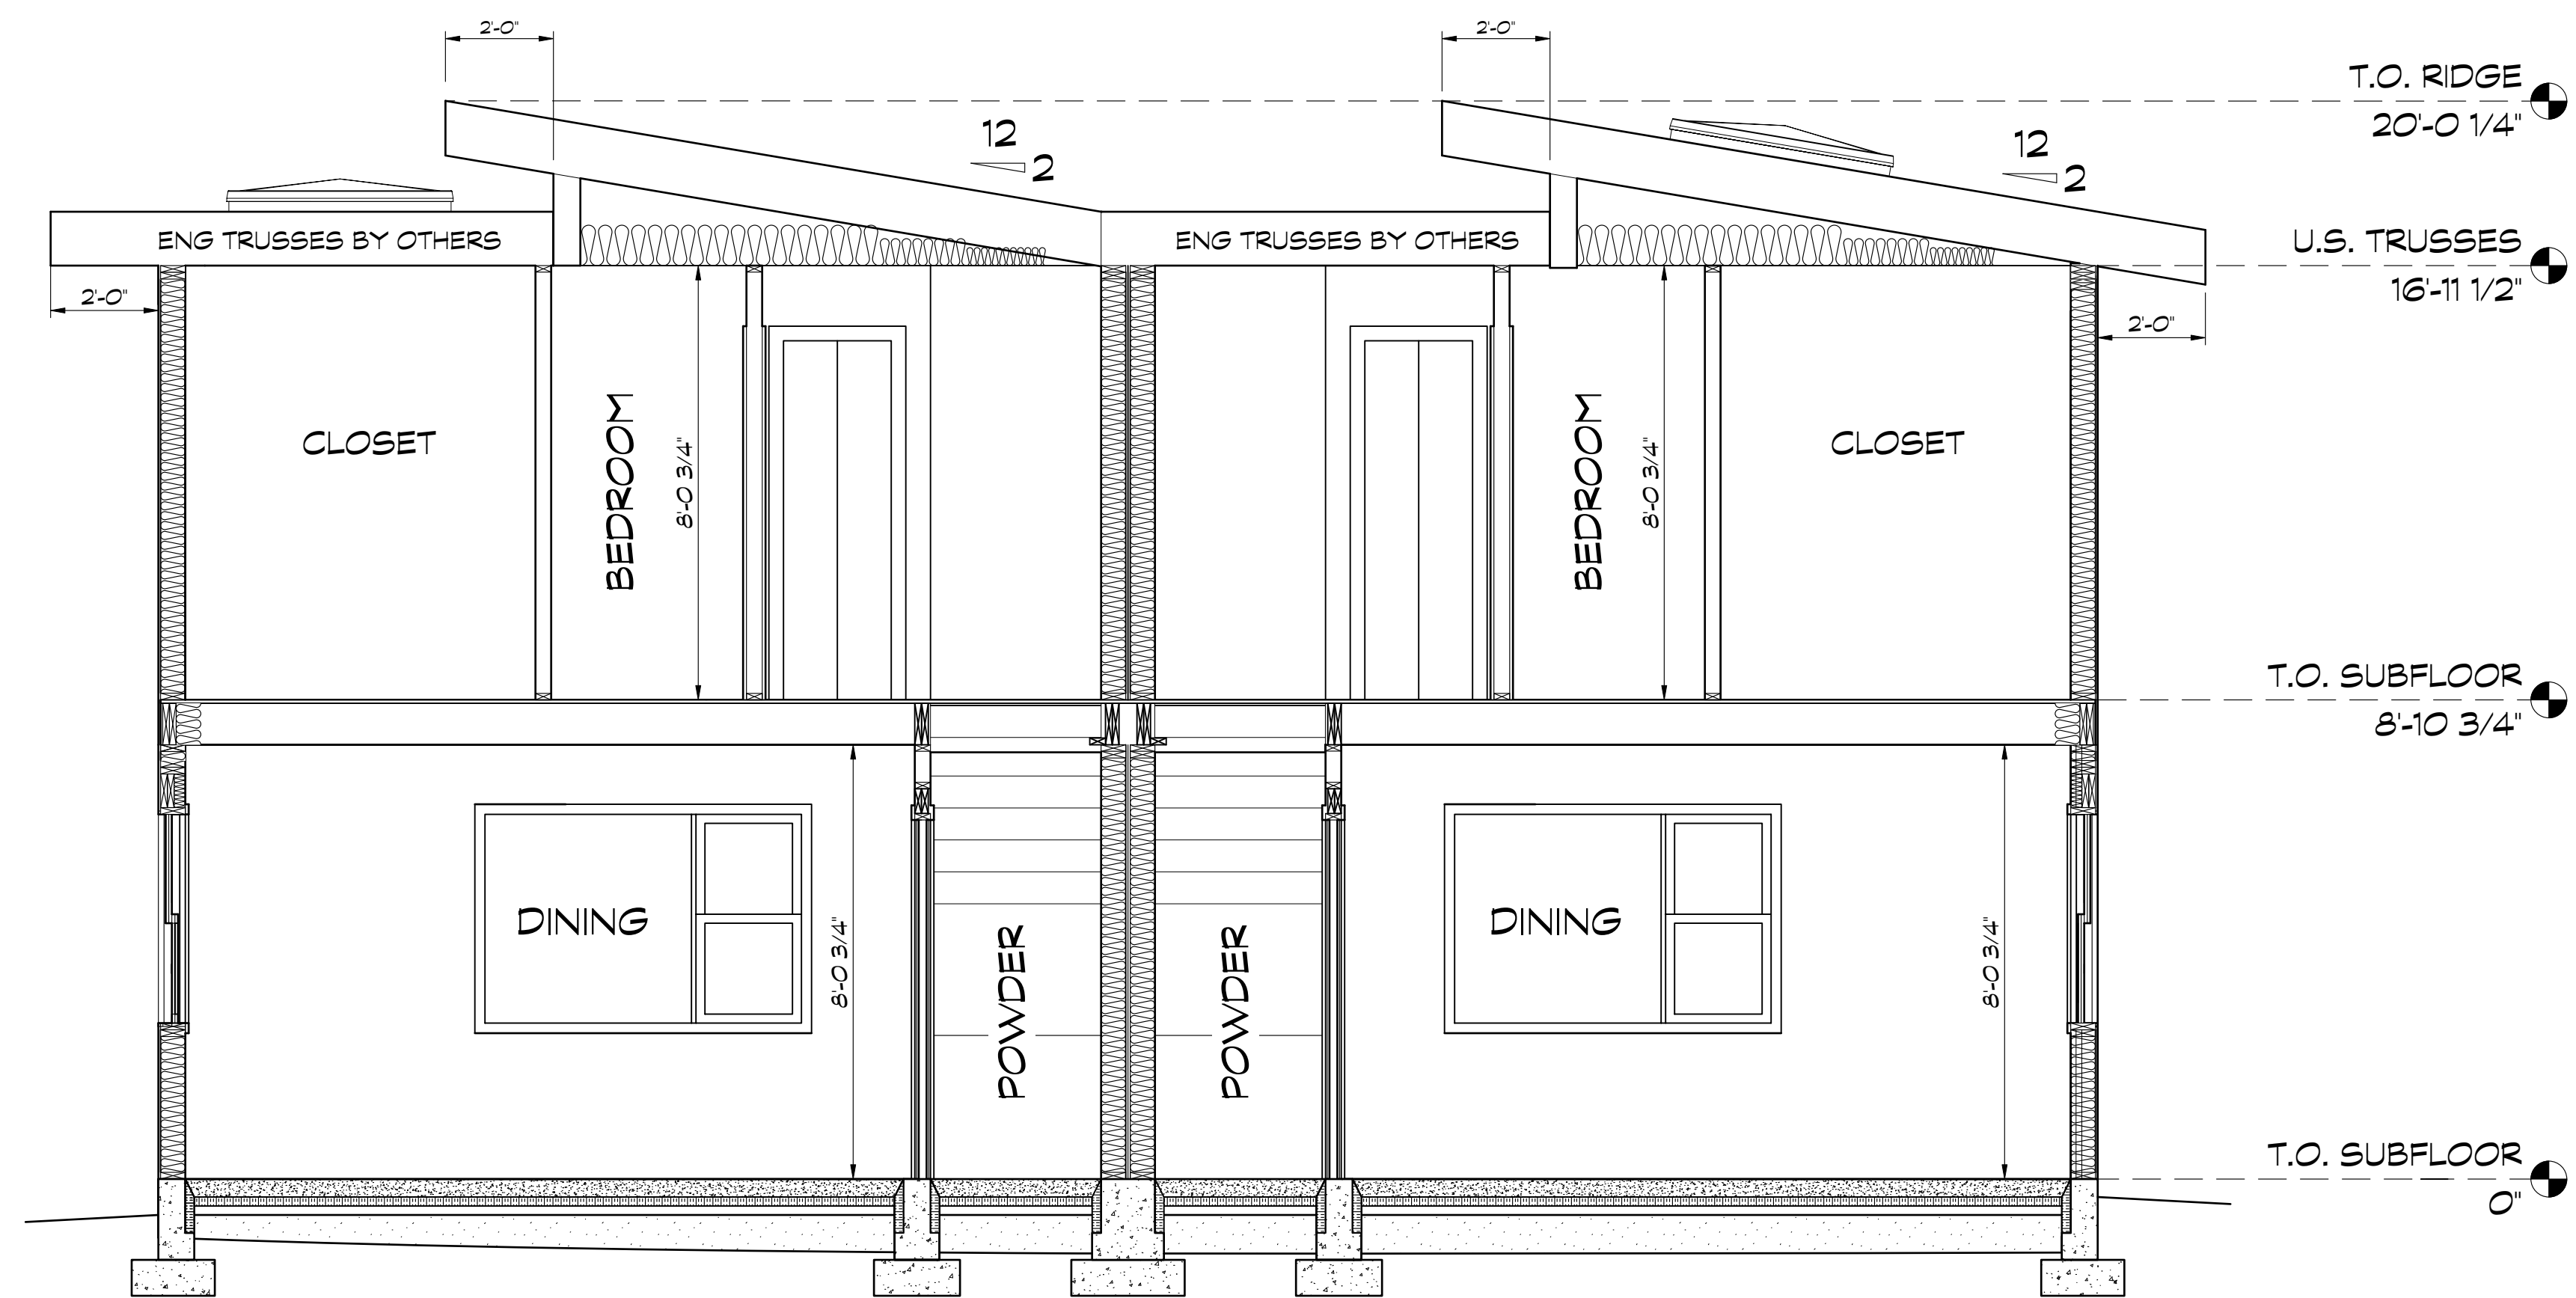 2'-0"
2'-0"
T.O. RIDGE
20'-0 1/4"
12
2
12
2
ENG TRUSSES BY OTHERS
ENG TRUSSES BY OTHERS
U.S. TRUSSES
16'-11 1/2"
2'-0"
2'-0"
CLOSET
BEDROOM
8'-0 3/4"
BEDROOM
8'-0 3/4"
CLOSET
T.O. SUBFLOOR
8'-10 3/4"
DINING
8'-0 3/4"
POWDER
POWDER
DINING
8'-0 3/4"
T.O. SUBFLOOR
0"